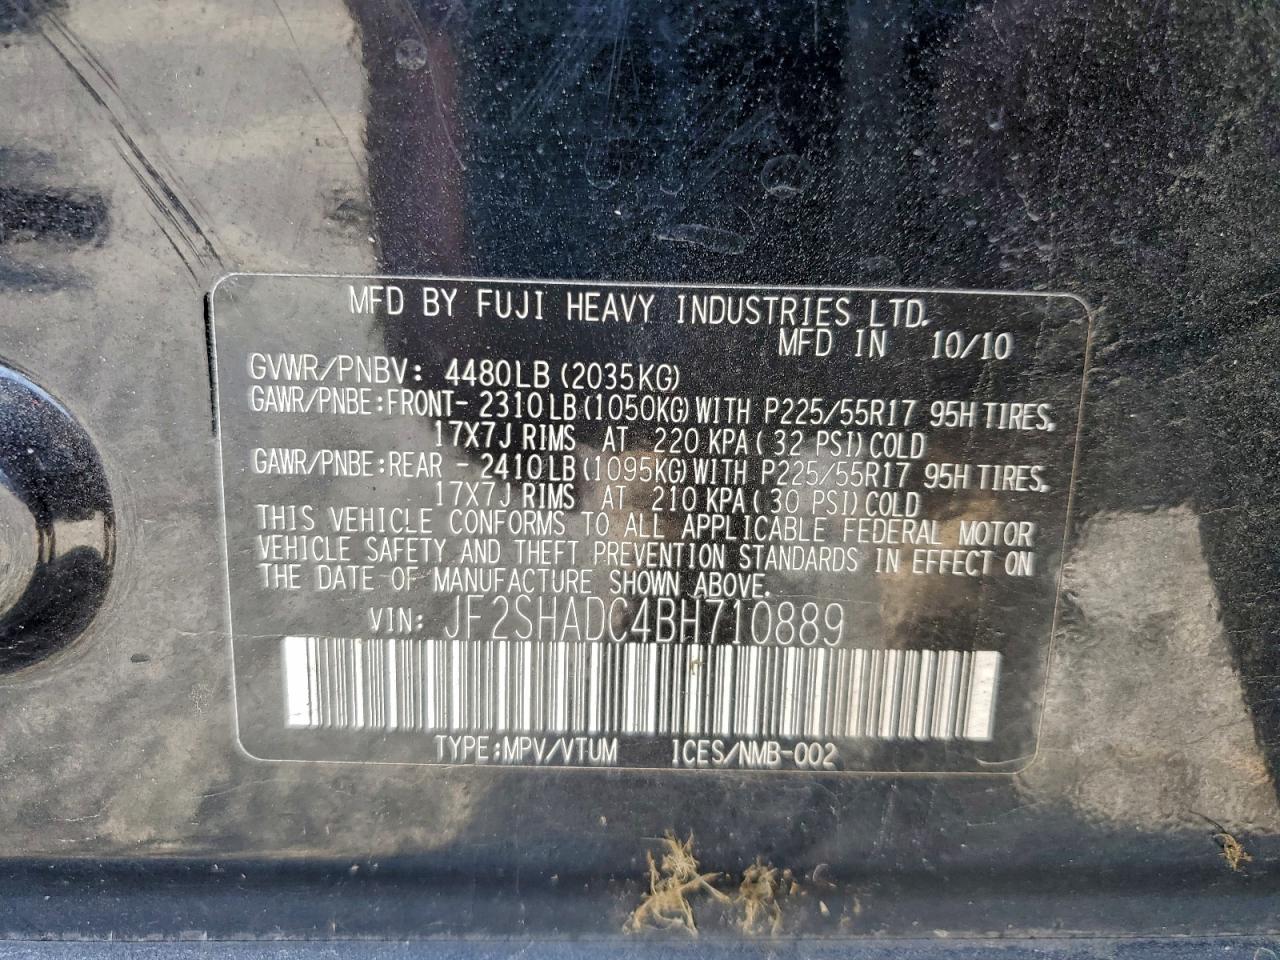 MFD BY FUJI HEAVY INDUSTRIES LTD.
MFD IN 10/10
GVWR/PNBV: 4480LB (2035KG)
GAWR/PNBE:FRONT- 2310LB(1050KG) WITH P225/55R17 95H TIRES.
17X7J RIMS AT 220 KPA( 32 PSI)COLD
GAWR/PNBE:REAR - 2410LB(1095KG) WITH P225/55R17 95H TIRES.
17X7J RIMS AT 210 KPA( 30 PSI)COLD
THIS VEHICLE CONFORMS TO ALL APPLICABLE FEDERAL MOTOR
VEHICLE SAFETY AND THEFT PREVENTION STANDARDS IN EFFECT ON
THE DATE OF MANUFACTURE SHOWN ABOVE.
VIN: JF2SHADC4BH710889
TYPE:MPV/VTUM ICES/NMB-002